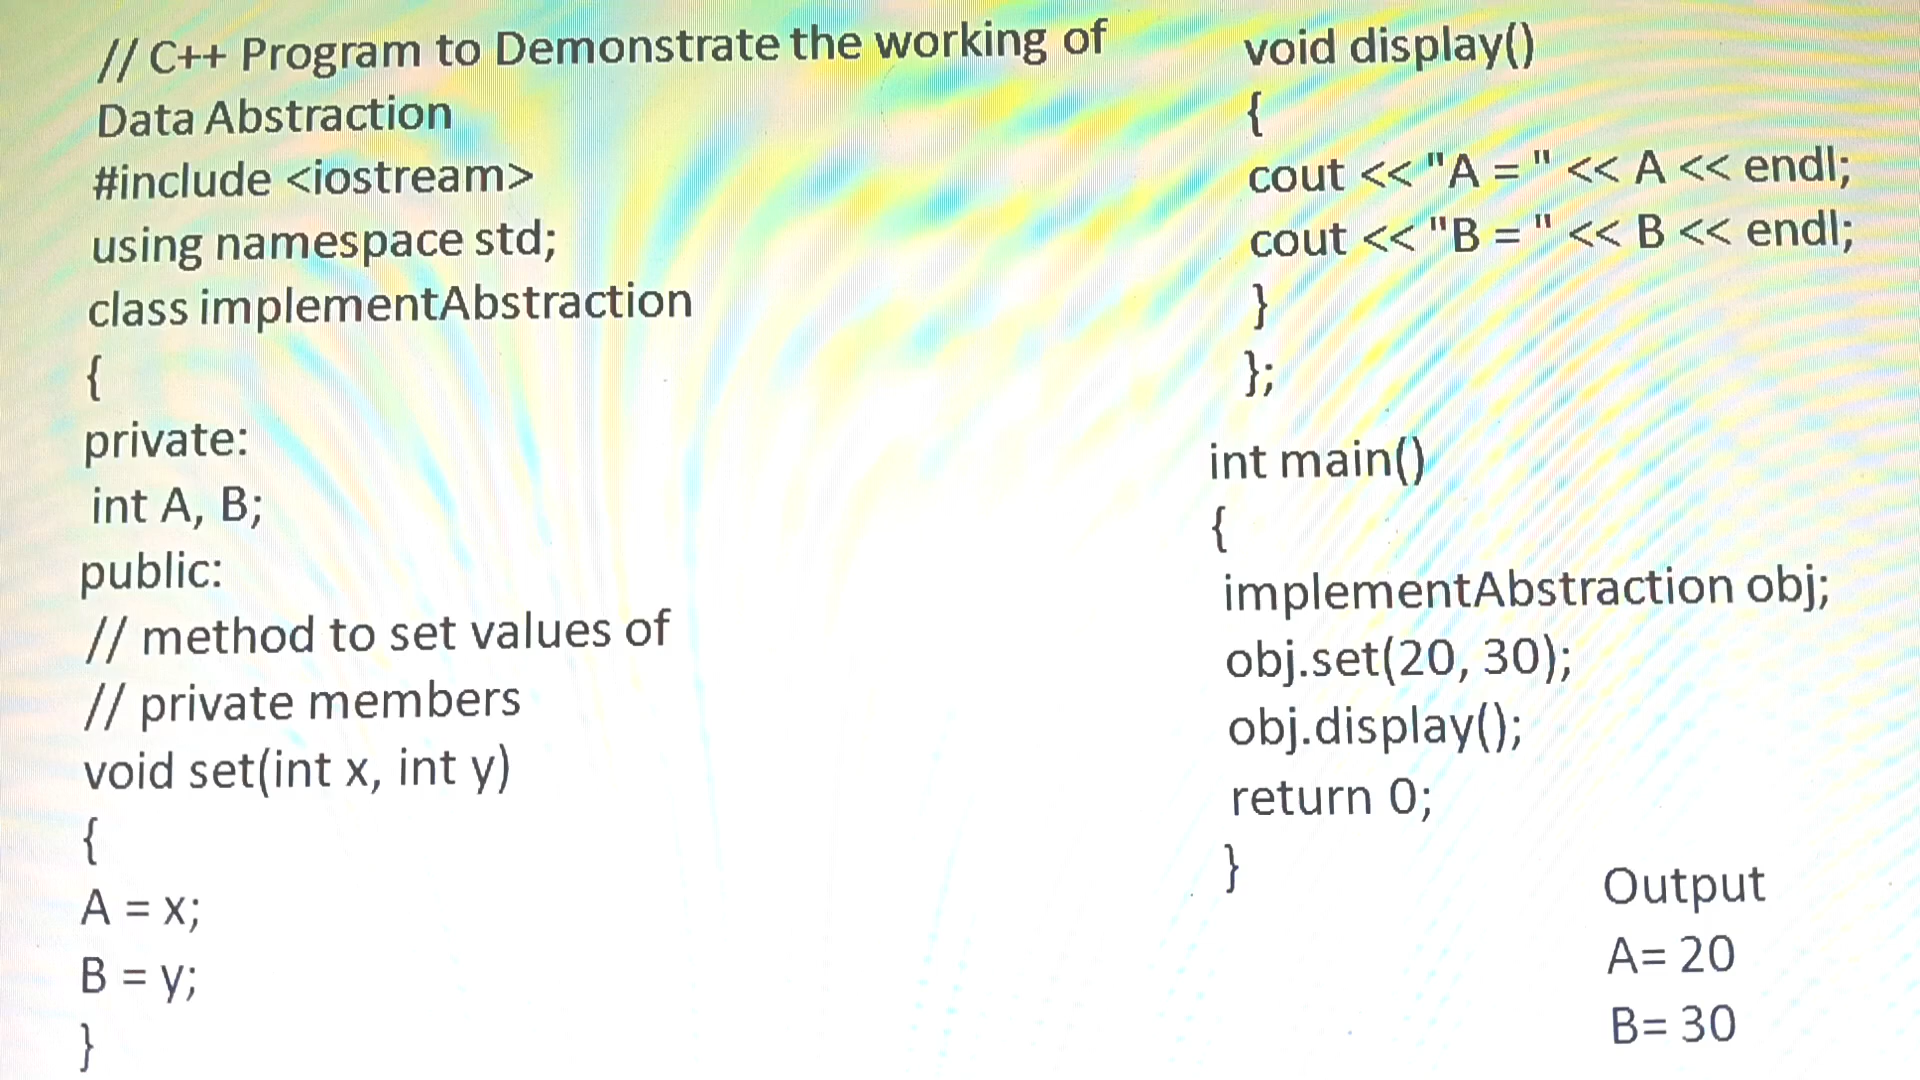 // C++ Program to Demonstrate the working of
Data Abstraction
#include <iostream>
using namespace std;
class implementAbstraction
{
private:
int A, B;
public:
// method to set values of
// private members
void set(int x, int y)
{
A = x;
B = y;
}
void display()
{
cout << "A = " << A << endl;
cout << "B = " << B << endl;
}
};
int main()
{
implementAbstraction obj;
obj.set(20, 30);
obj.display();
return 0;
}
Output
A= 20
B= 30